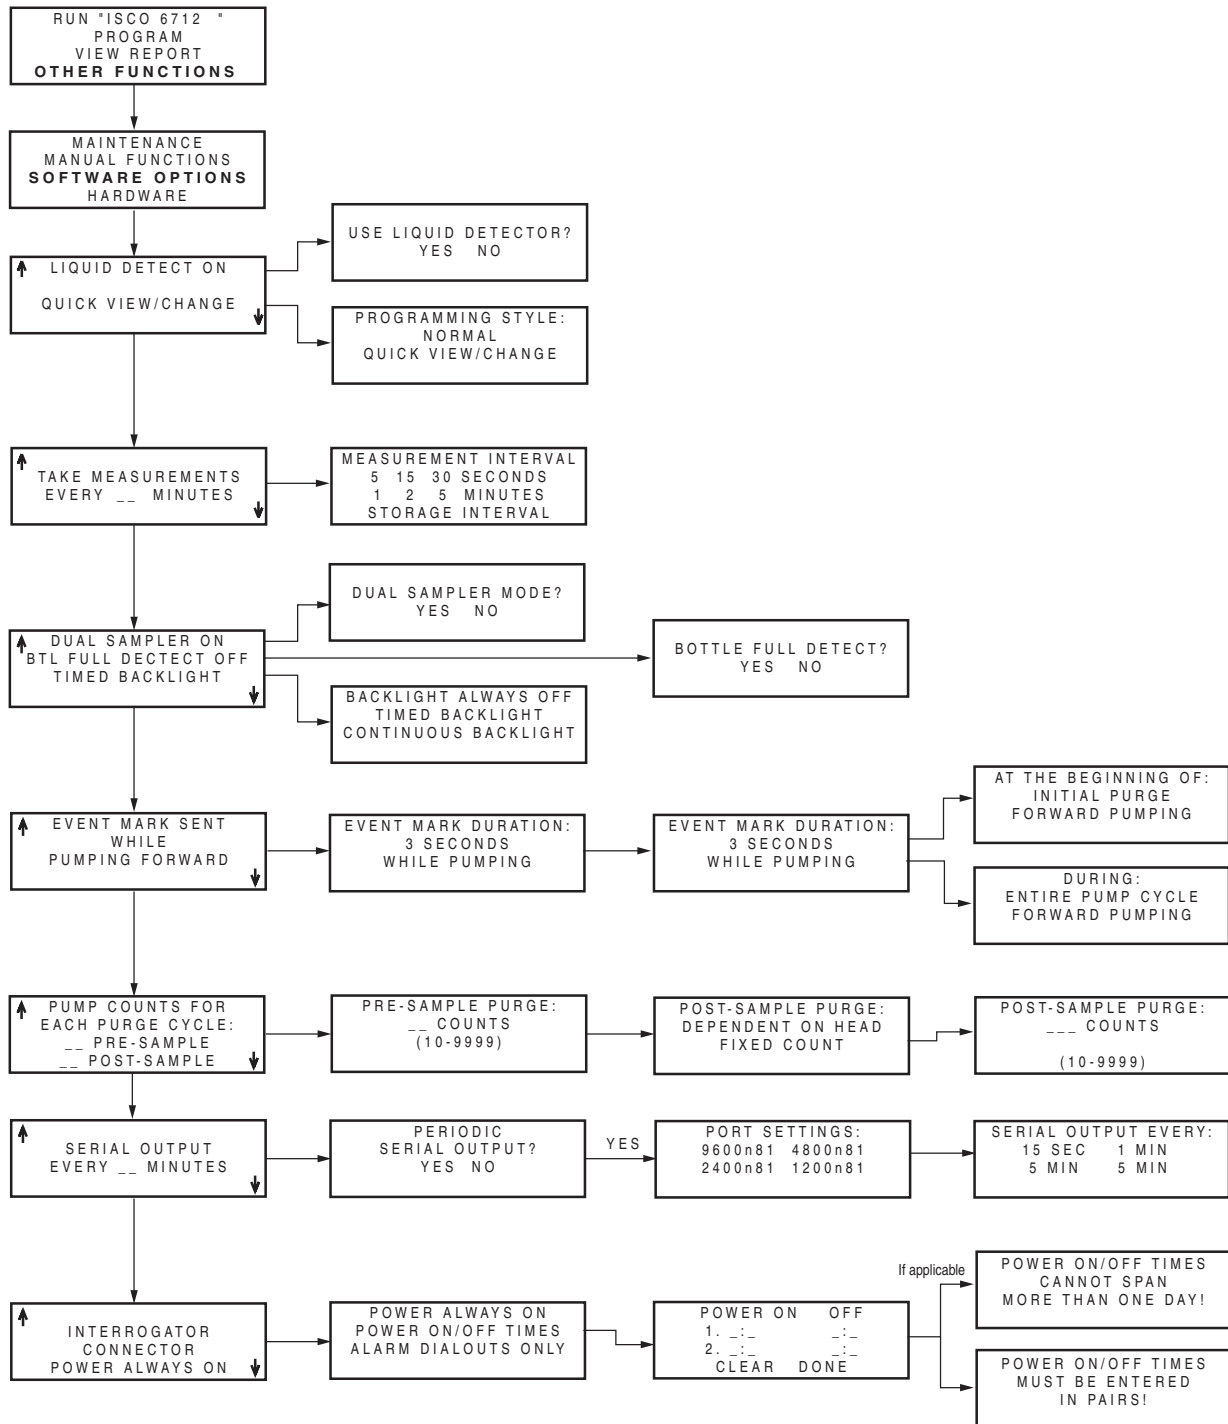 RUN "ISCO 6712 "
PROGRAM
VIEW REPORT
OTHER FUNCTIONS
MAINTENANCE
MANUAL FUNCTIONS
SOFTWARE OPTIONS
HARDWARE
LIQUID DETECT ON
QUICK VIEW/CHANGE
USE LIQUID DETECTOR?
YES NO
PROGRAMMING STYLE:
NORMAL
QUICK VIEW/CHANGE
TAKE MEASUREMENTS
EVERY __ MINUTES
MEASUREMENT INTERVAL
5 15 30 SECONDS
1 2 5 MINUTES
STORAGE INTERVAL
DUAL SAMPLER MODE?
YES NO
DUAL SAMPLER ON
BTL FULL DECTECT OFF
TIMED BACKLIGHT
BOTTLE FULL DETECT?
YES NO
BACKLIGHT ALWAYS OFF
TIMED BACKLIGHT
CONTINUOUS BACKLIGHT
EVENT MARK SENT
WHILE
PUMPING FORWARD
EVENT MARK DURATION:
3 SECONDS
WHILE PUMPING
EVENT MARK DURATION:
3 SECONDS
WHILE PUMPING
AT THE BEGINNING OF:
INITIAL PURGE
FORWARD PUMPING
DURING:
ENTIRE PUMP CYCLE
FORWARD PUMPING
PUMP COUNTS FOR
EACH PURGE CYCLE:
__ PRE-SAMPLE
__ POST-SAMPLE
PRE-SAMPLE PURGE:
__ COUNTS
(10-9999)
POST-SAMPLE PURGE:
DEPENDENT ON HEAD
FIXED COUNT
POST-SAMPLE PURGE:
___ COUNTS
(10-9999)
SERIAL OUTPUT
EVERY __ MINUTES
PERIODIC
SERIAL OUTPUT?
YES NO
YES
PORT SETTINGS:
9600n81 4800n81
2400n81 1200n81
SERIAL OUTPUT EVERY:
15 SEC 1 MIN
5 MIN 5 MIN
INTERROGATOR
CONNECTOR
POWER ALWAYS ON
POWER ALWAYS ON
POWER ON/OFF TIMES
ALARM DIALOUTS ONLY
POWER ON OFF
1. _:_ _:_
2. _:_ _:_
CLEAR DONE
If applicable
POWER ON/OFF TIMES
CANNOT SPAN
MORE THAN ONE DAY!
POWER ON/OFF TIMES
MUST BE ENTERED
IN PAIRS!